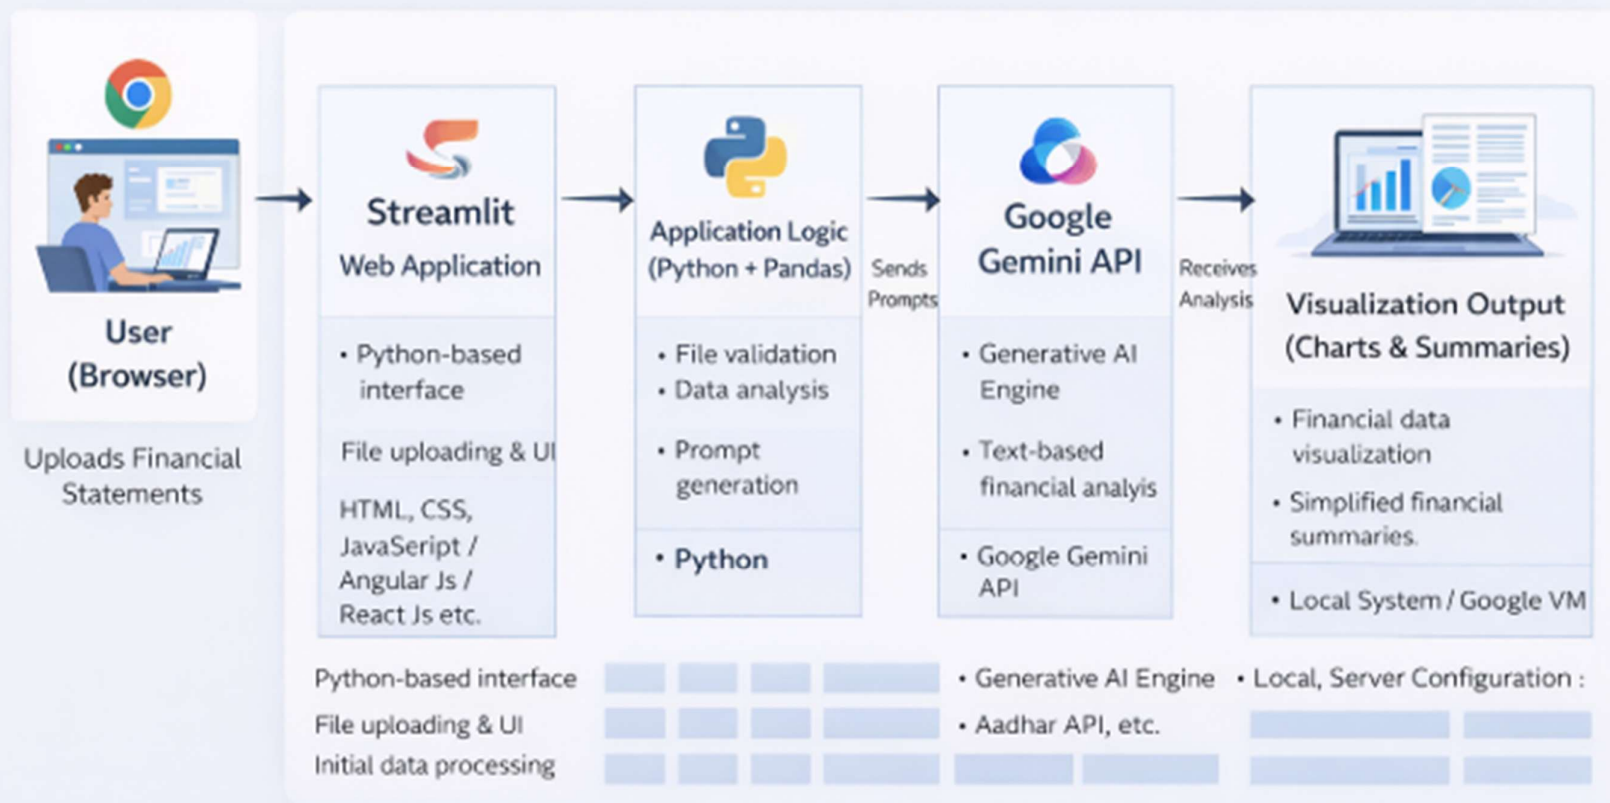 User
(Browser)
Uploads Financial
Statements
Streamlit
Web Application
• Python-based
interface
File uploading & UI
HTML, CSS,
JavaScript /
Angular Js /
React Js etc.
Application Logic
(Python + Pandas)
• File validation
• Data analysis
• Prompt
generation
• Python
Sends
Prompts
Google
Gemini API
• Generative AI
Engine
• Text-based
financial analyis
• Google Gemini
API
Receives
Analysis
Visualization Output
(Charts & Summaries)
• Financial data
visualization
• Simplified financial
summaries.
• Local System / Google VM
Python-based interface
File uploading & UI
Initial data processing
• Generative AI Engine
• Aadhar API, etc.
• Local, Server Configuration :